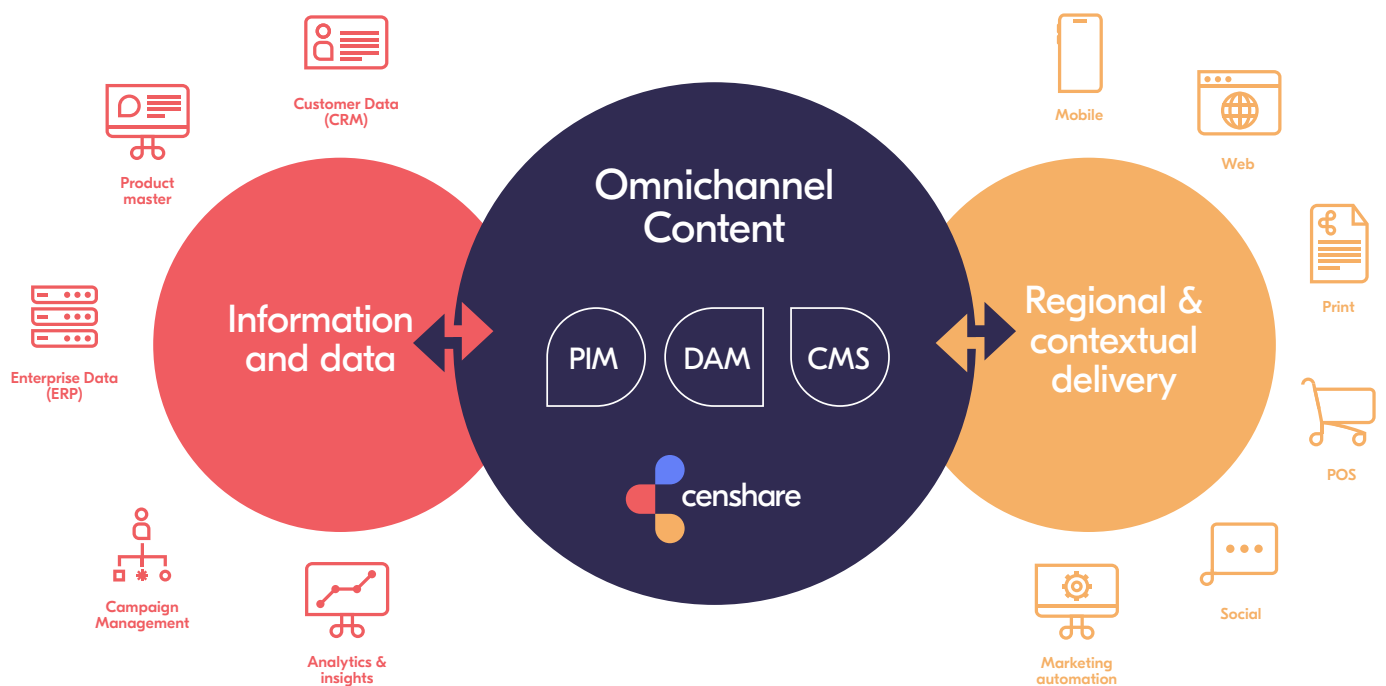 Customer Data
(CRM)
Product
master
Enterprise Data
(ERP)
Campaign
Management
Analytics &
insights
Information
and data
Omnichannel
Content
PIM
DAM
CMS
censhare
Regional &
contextual
delivery
Mobile
Web
Print
POS
Social
Marketing
automation